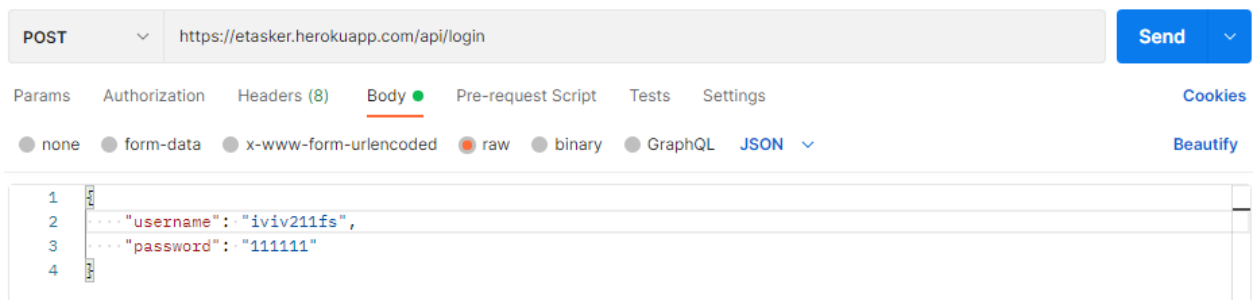 POST https://etasker.herokuapp.com/api/login Send
Params Authorization Headers (8) Body Pre-request Script Tests Settings Cookies
none form-data x-www-form-urlencoded raw binary GraphQL JSON Beautify
1 {
2 "username": "iviv211fs",
3 "password": "111111"
4 }